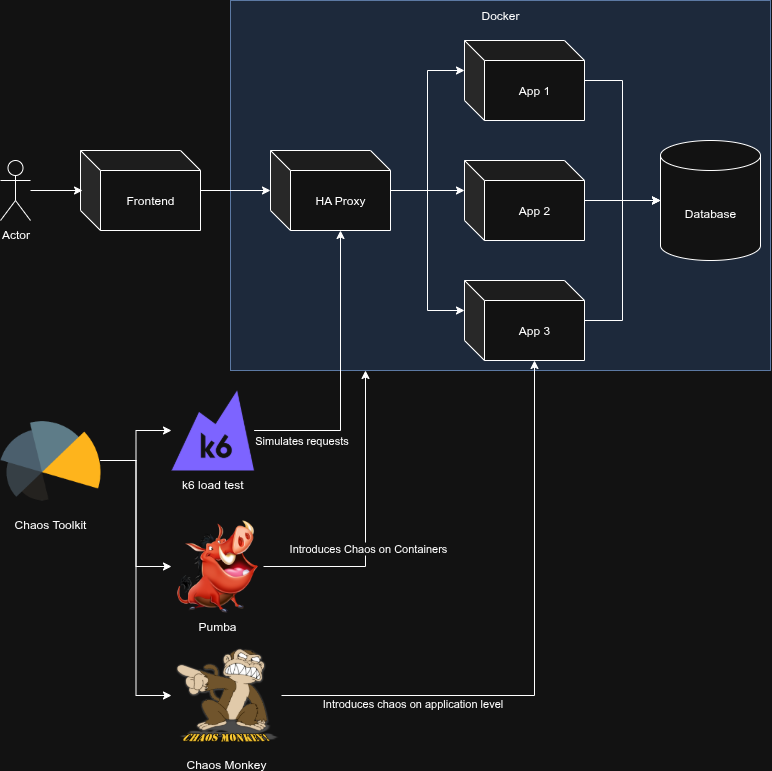 Docker
App 1
Frontend
HA Proxy
App 2
Database
Actor
App 3
k6
Simulates requests
k6 load test
Chaos Toolkit
Introduces Chaos on Containers
Pumba
Introduces chaos on application level
CHAOS MONKEY!
Chaos Monkey